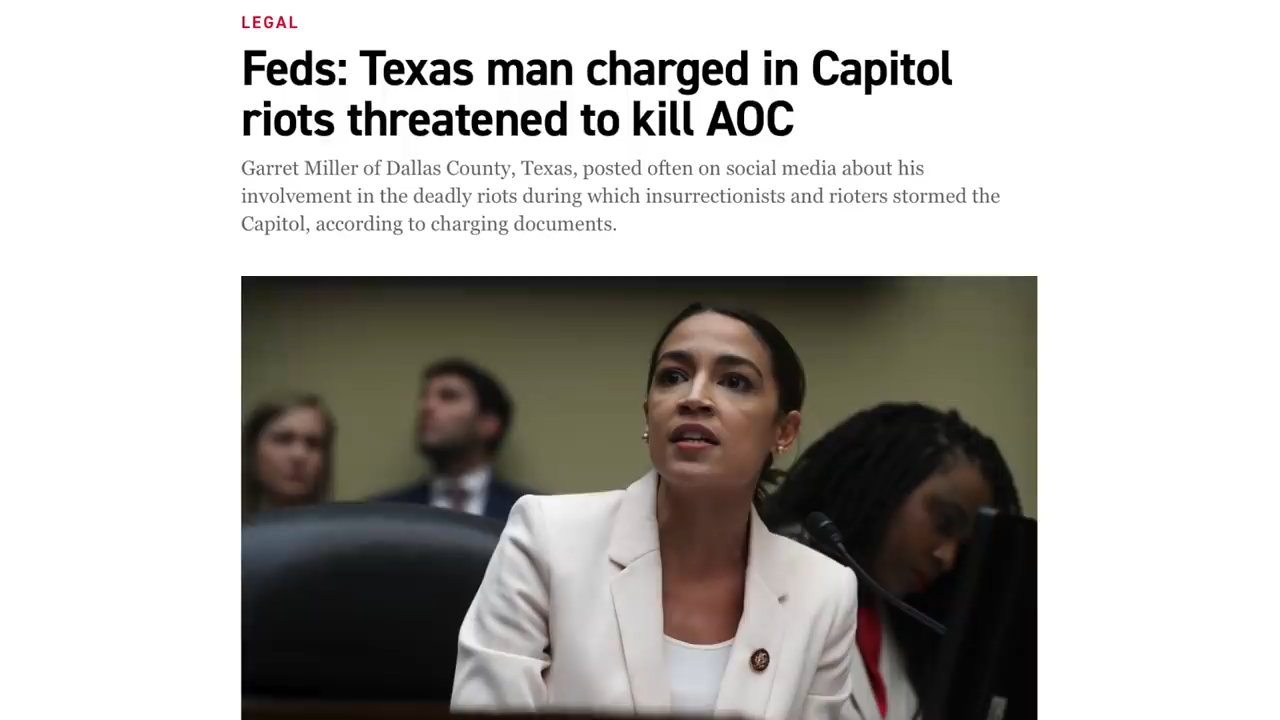 LEGAL
Feds: Texas man charged in Capitol
riots threatened to kill AOC
Garret Miller of Dallas County, Texas, posted often on social media about his
involvement in the deadly riots during which insurrectionists and rioters stormed the
Capitol, according to charging documents.